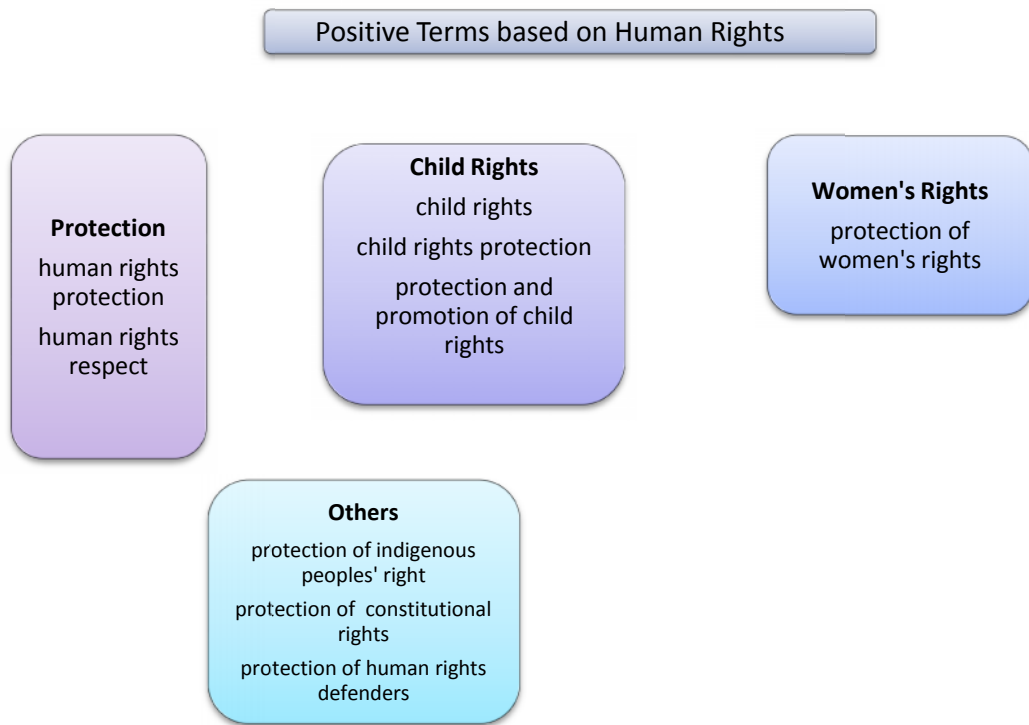 Positive Terms based on Human Rights
Protection
human rights
protection
human rights
respect
Child Rights
child rights
child rights protection
protection and
promotion of child
rights
Women's Rights
protection of
women's rights
Others
protection of indigenous
peoples' right
protection of  constitutional
rights
protection of human rights
defenders